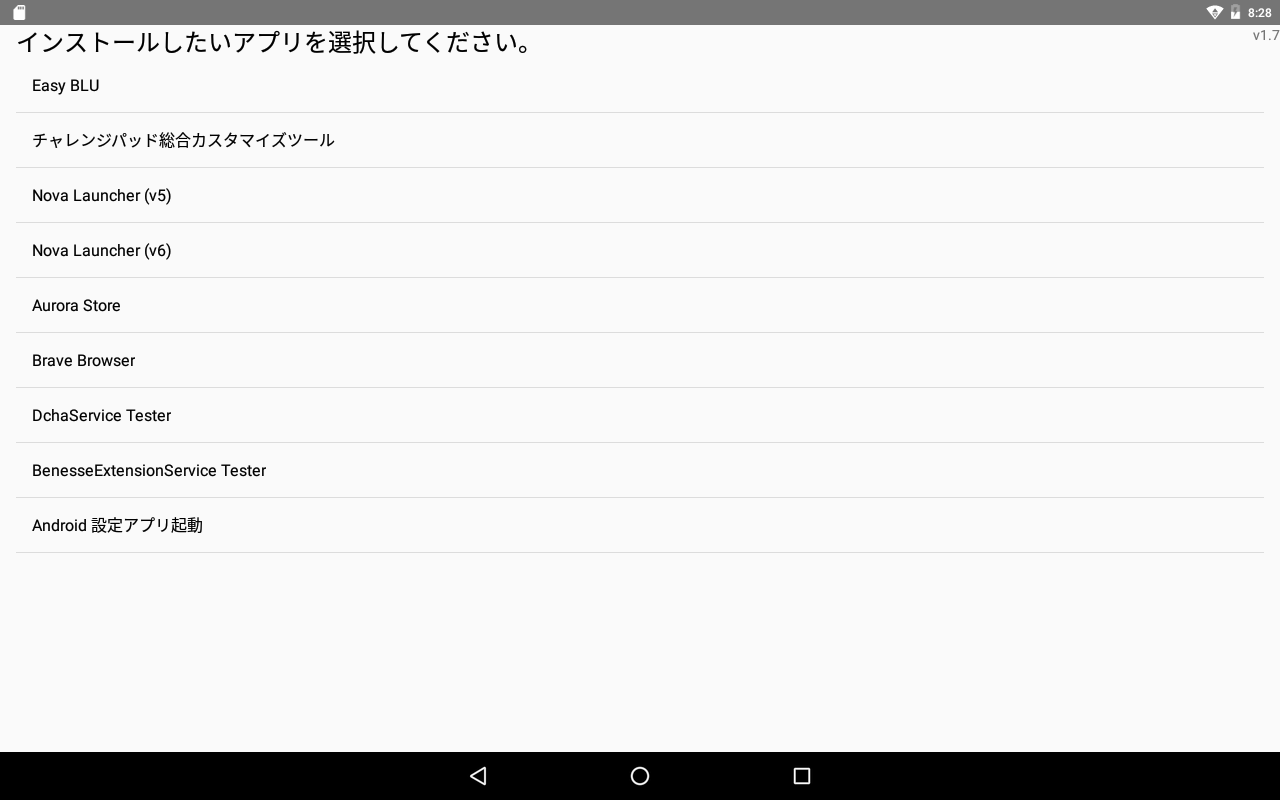 8:28
インストールしたいアプリを選択してください。
v1.7
Easy BLU
チャレンジパッド総合カスタマイズツール
Nova Launcher (v5)
Nova Launcher (v6)
Aurora Store
Brave Browser
DchaService Tester
BenesseExtensionService Tester
Android 設定アプリ起動